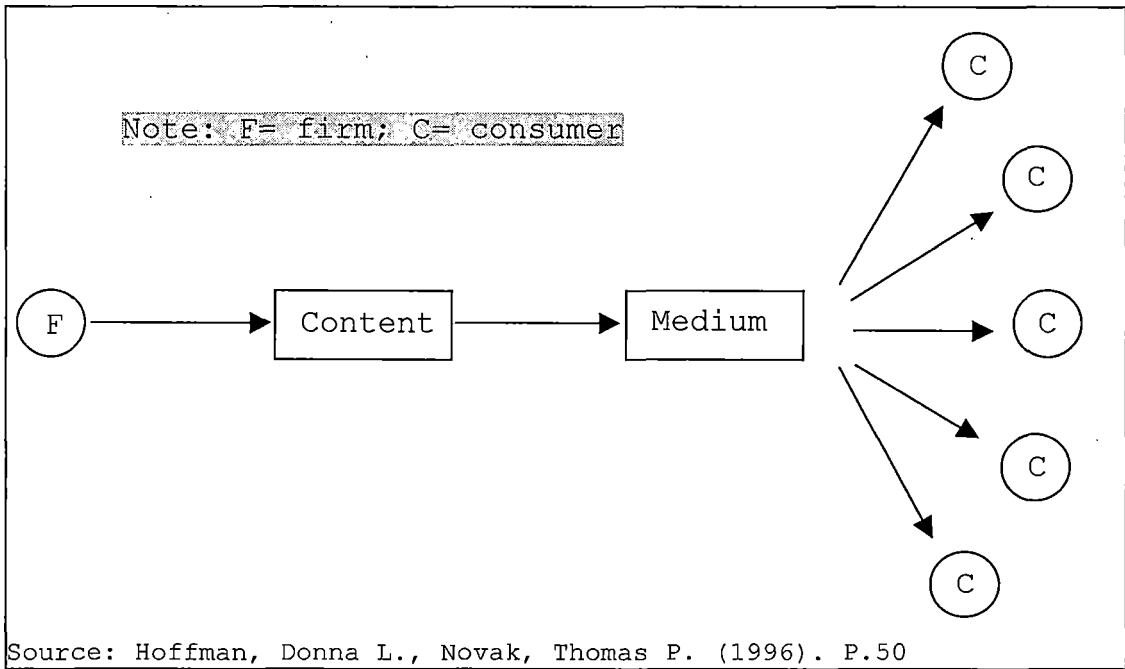 C
Note: F= firm; C= consumer
C
F
Content
Medium
C
C
C
Source: Hoffman, Donna L., Novak, Thomas P. (1996). P.50